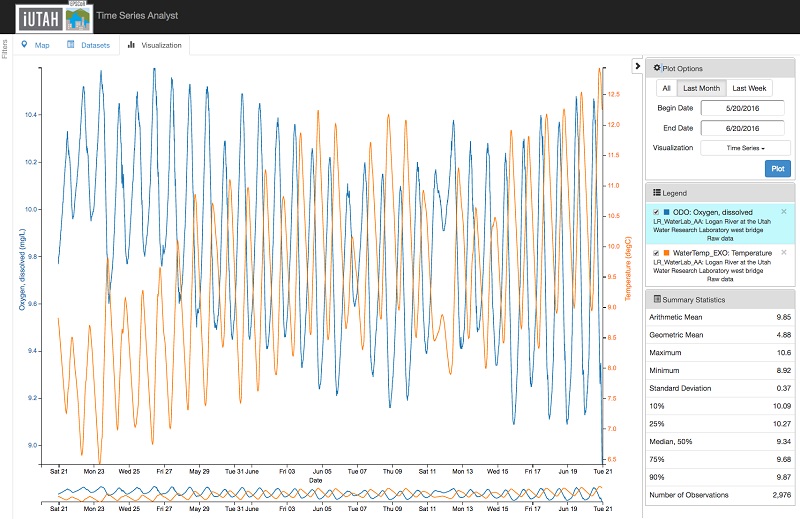 iUTAH
EPSCoR
Time Series Analyst
Filters
Map
Datasets
Visualization
Oxygen, dissolved (mg/L)
10.4
10.2
10.0
9.8
9.6
9.4
9.2
9.0
12.5
12.0
11.5
11.0
10.5
10.0
9.5
9.0
8.5
8.0
7.5
7.0
6.5
Temperature (degC)
Sat 21 Mon 23 Wed 25 Fri 27 May 29 Tue 31 June Fri 03 Jun 05 Tue 07 Thu 09 Sat 11 Mon 13 Wed 15 Fri 17 Jun 19 Tue 21
Date
Sat 21 Mon 23 Wed 25 Fri 27 May 29 Tue 31 June Fri 03 Jun 05 Tue 07 Thu 09 Sat 11 Mon 13 Wed 15 Fri 17 Jun 19 Tue 21
Plot Options
All Last Month Last Week
Begin Date 5/20/2016
End Date 6/20/2016
Visualization Time Series
Plot
Legend
ODO: Oxygen, dissolved
LR_WaterLab_AA: Logan River at the Utah
Water Research Laboratory west bridge
Raw data
WaterTemp_EXO: Temperature
LR_WaterLab_AA: Logan River at the Utah
Water Research Laboratory west bridge
Raw data
Summary Statistics
Arithmetic Mean 9.85
Geometric Mean 4.88
Maximum 10.6
Minimum 8.92
Standard Deviation 0.37
10% 10.09
25% 10.27
Median, 50% 9.34
75% 9.68
90% 9.87
Number of Observations 2,976